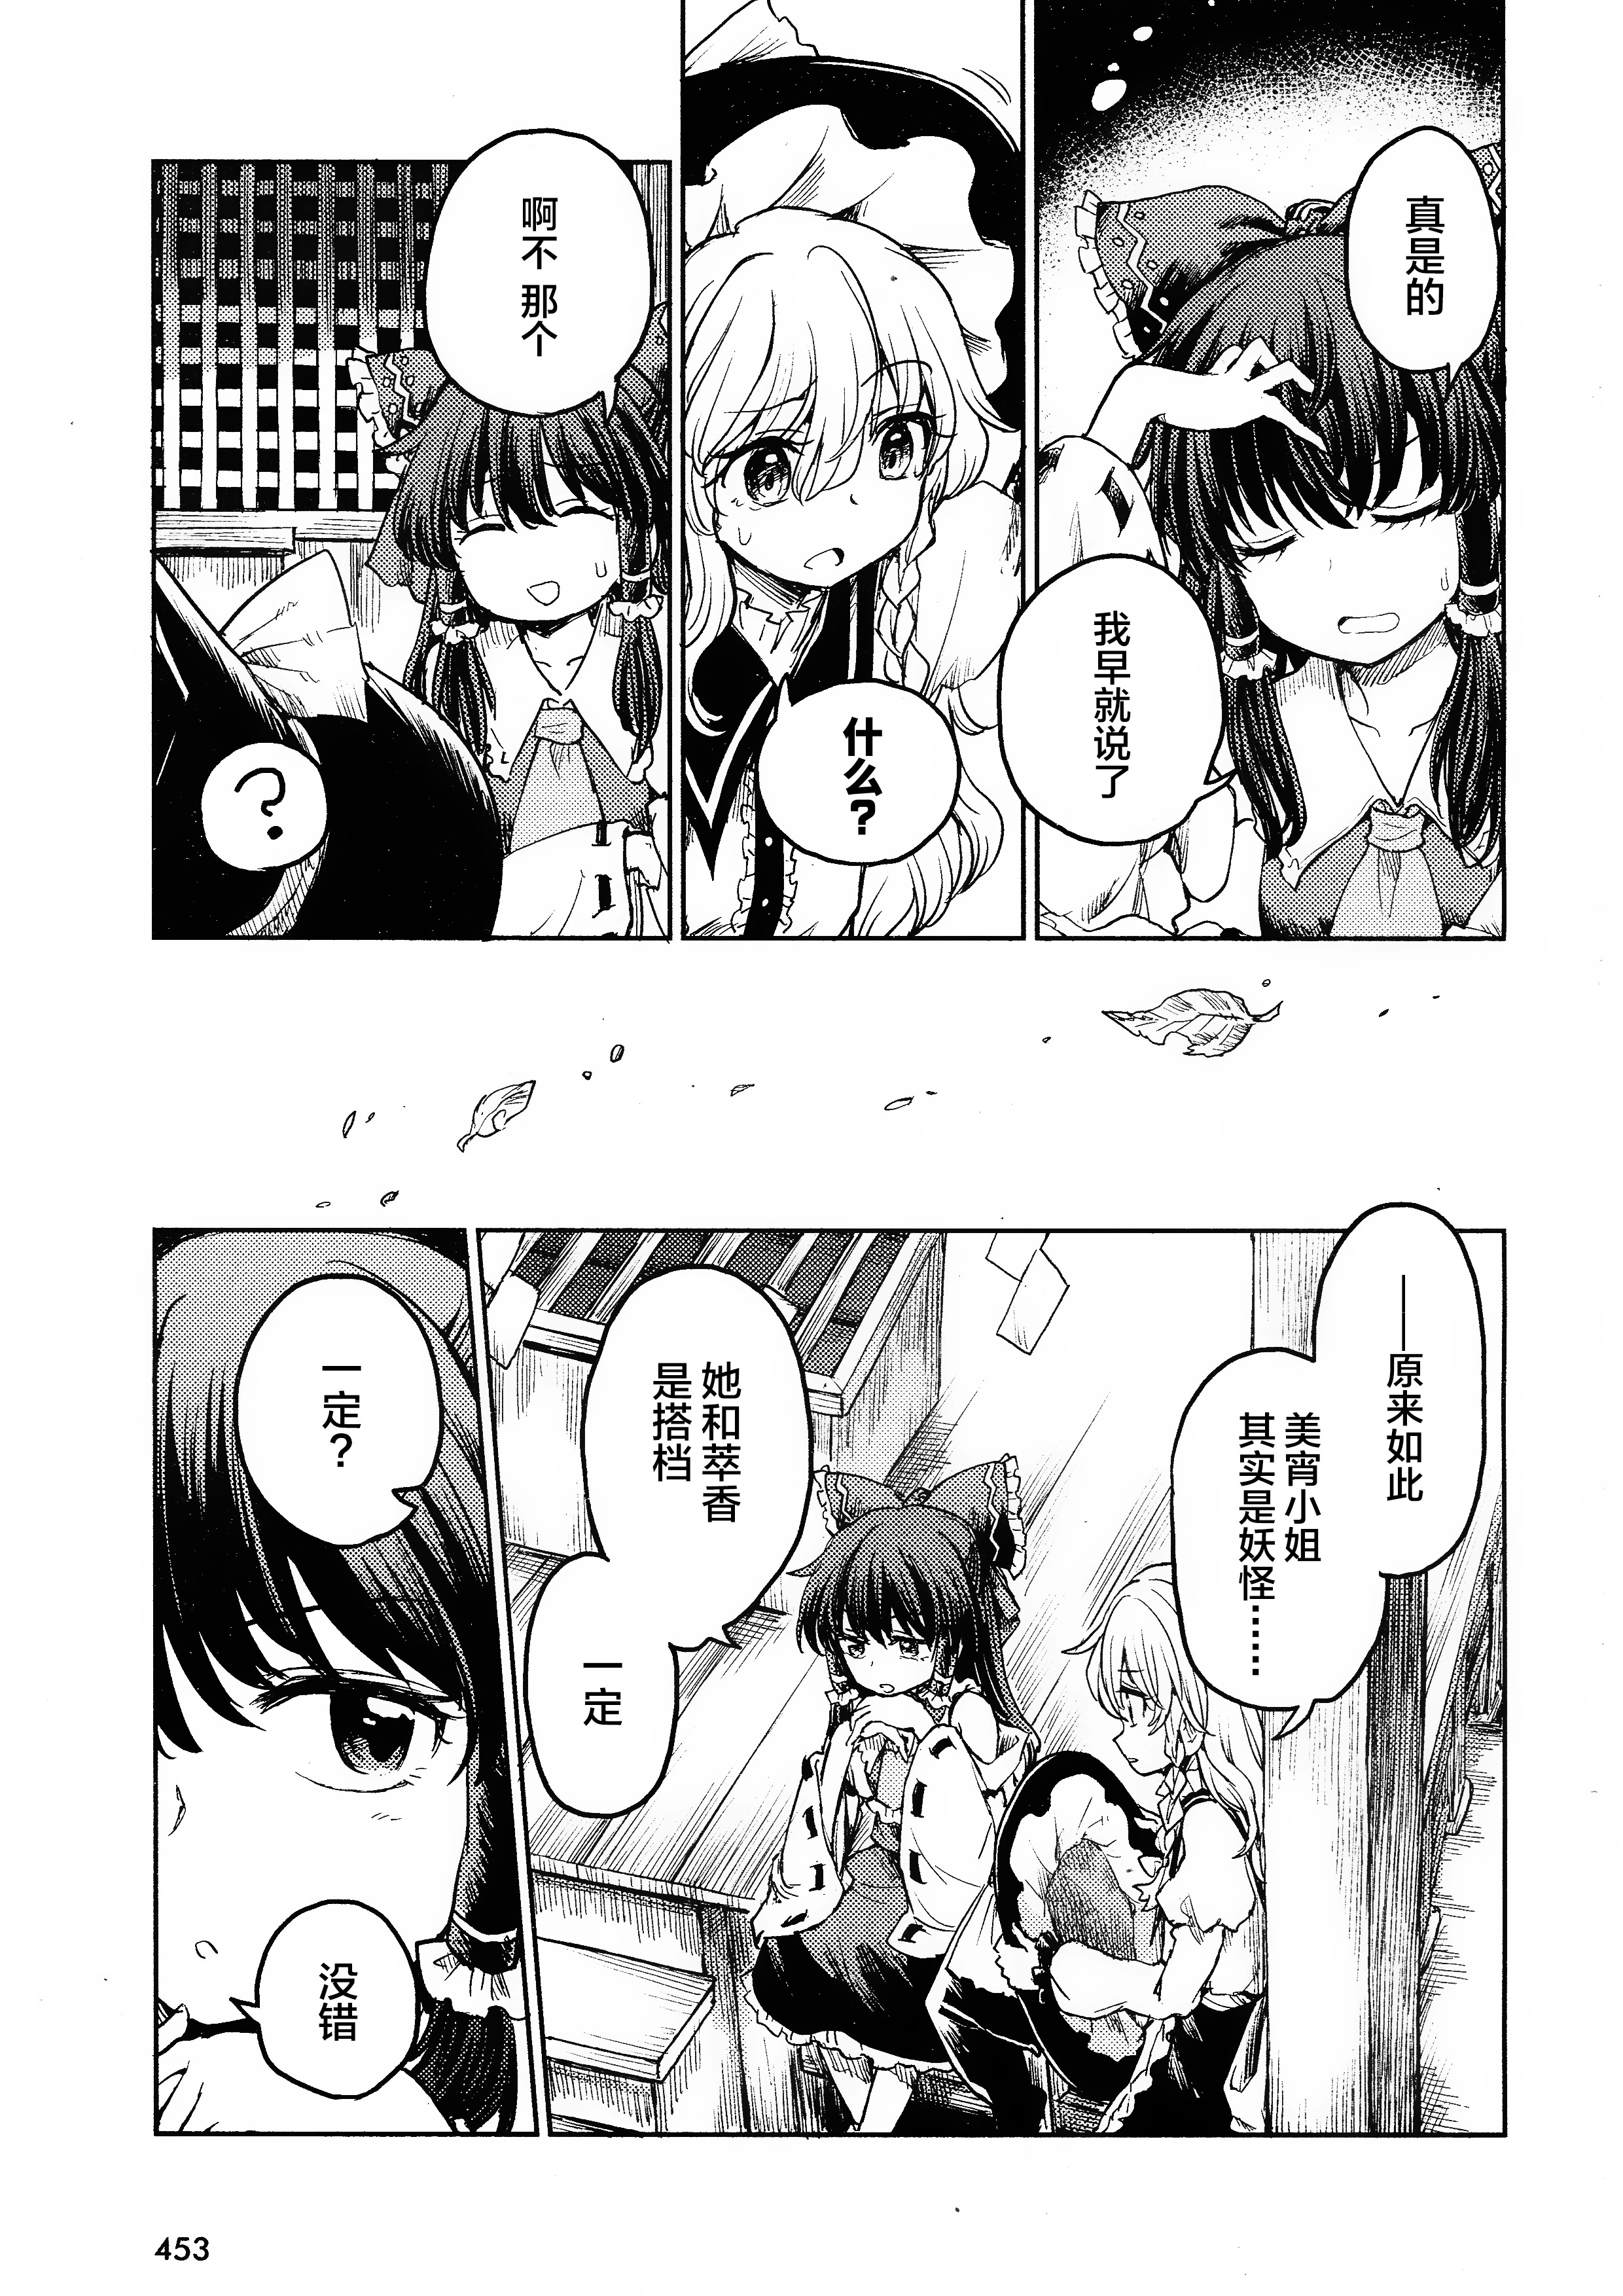 真是的
我早就说了
什么？
啊不 那个
？
——原来如此
美宵小姐
其实是妖怪……
她和萃香
是搭档
一定
一定？
没错
453